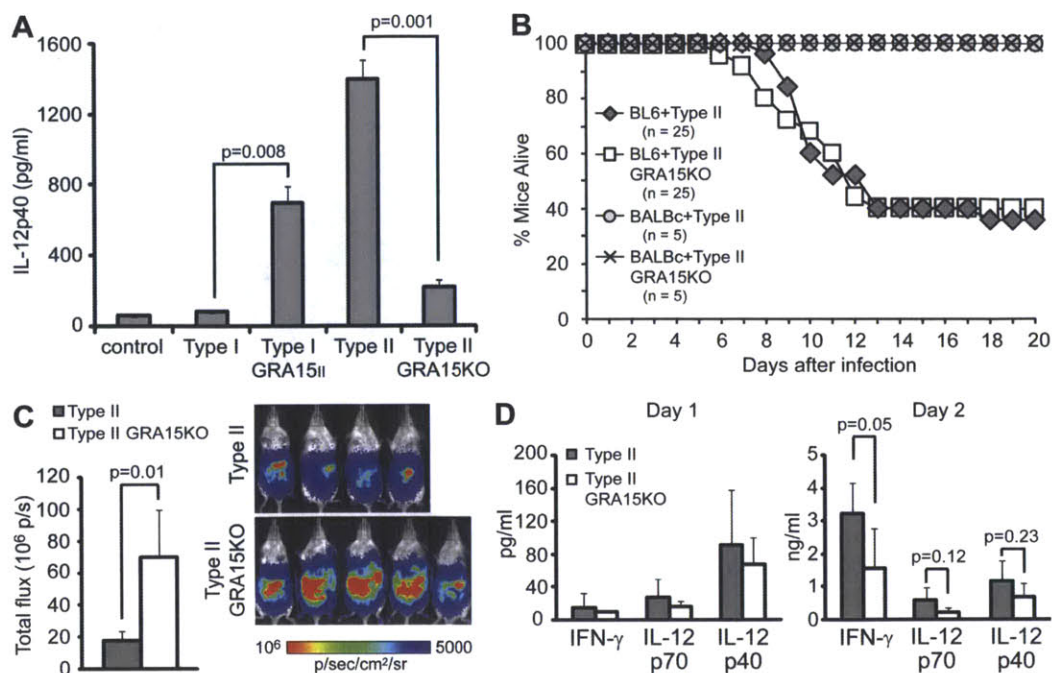 A
IL-12p40 (pg/ml)
1600
1200
800
400
0
p=0.008
p=0.001
control
Type I
Type I
GRA15II
Type II
Type II
GRA15KO
B
% Mice Alive
100
80
60
40
20
0
BL6+Type II
(n = 25)
BL6+Type II
GRA15KO
(n = 25)
BALBc+Type II
(n = 5)
BALBc+Type II
GRA15KO
(n = 5)
0 2 4 6 8 10 12 14 16 18 20
Days after infection
C
Type II
Type II GRA15KO
p=0.01
Total flux (10⁶ p/s)
120
100
80
60
40
20
0
Type II
Type II
GRA15KO
10⁶
5000
p/sec/cm²/sr
D
Day 1
Type II
Type II
GRA15KO
pg/ml
200
160
120
80
40
0
IFN-γ
IL-12
p70
IL-12
p40
Day 2
p=0.05
Type II
Type II
GRA15KO
p=0.12
p=0.23
ng/ml
6
5
4
3
2
1
0
IFN-γ
IL-12
p70
IL-12
p40